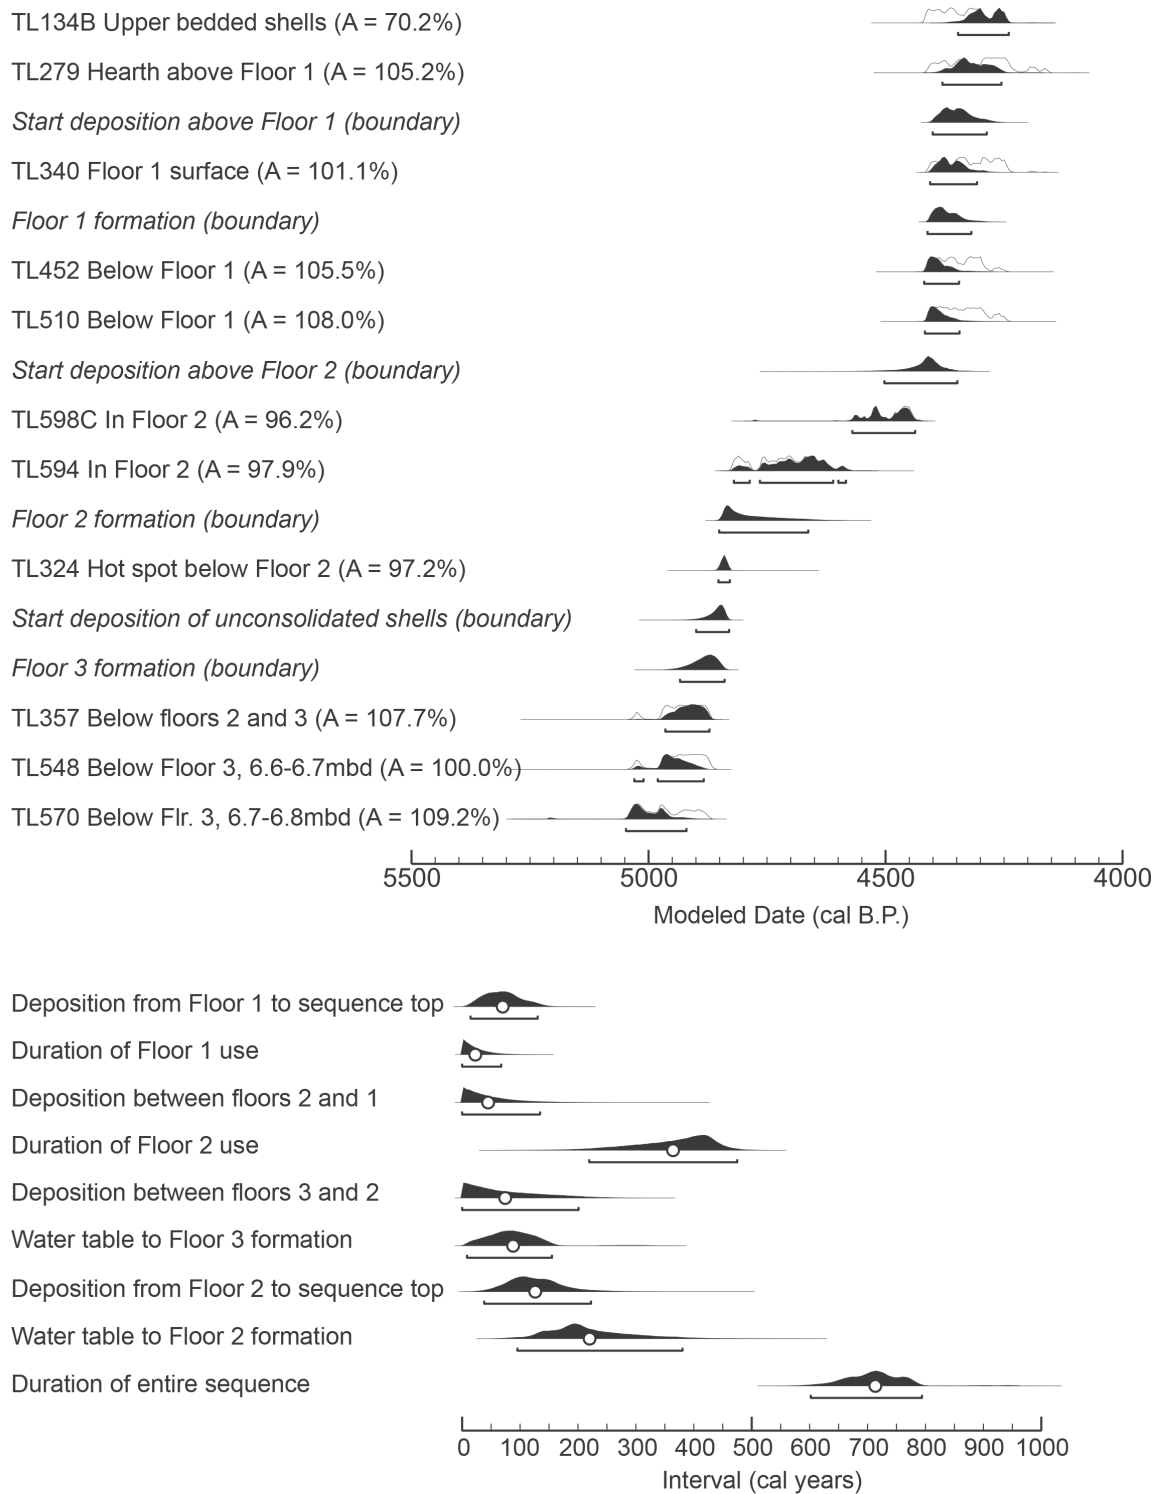 TL134B Upper bedded shells (A = 70.2%)
TL279 Hearth above Floor 1 (A = 105.2%)
Start deposition above Floor 1 (boundary)
TL340 Floor 1 surface (A = 101.1%)
Floor 1 formation (boundary)
TL452 Below Floor 1 (A = 105.5%)
TL510 Below Floor 1 (A = 108.0%)
Start deposition above Floor 2 (boundary)
TL598C In Floor 2 (A = 96.2%)
TL594 In Floor 2 (A = 97.9%)
Floor 2 formation (boundary)
TL324 Hot spot below Floor 2 (A = 97.2%)
Start deposition of unconsolidated shells (boundary)
Floor 3 formation (boundary)
TL357 Below floors 2 and 3 (A = 107.7%)
TL548 Below Floor 3, 6.6-6.7mbd (A = 100.0%)
TL570 Below Flr. 3, 6.7-6.8mbd (A = 109.2%)
5500 5000 4500 4000
Modeled Date (cal B.P.)
Deposition from Floor 1 to sequence top
Duration of Floor 1 use
Deposition between floors 2 and 1
Duration of Floor 2 use
Deposition between floors 3 and 2
Water table to Floor 3 formation
Deposition from Floor 2 to sequence top
Water table to Floor 2 formation
Duration of entire sequence
0 100 200 300 400 500 600 700 800 900 1000
Interval (cal years)